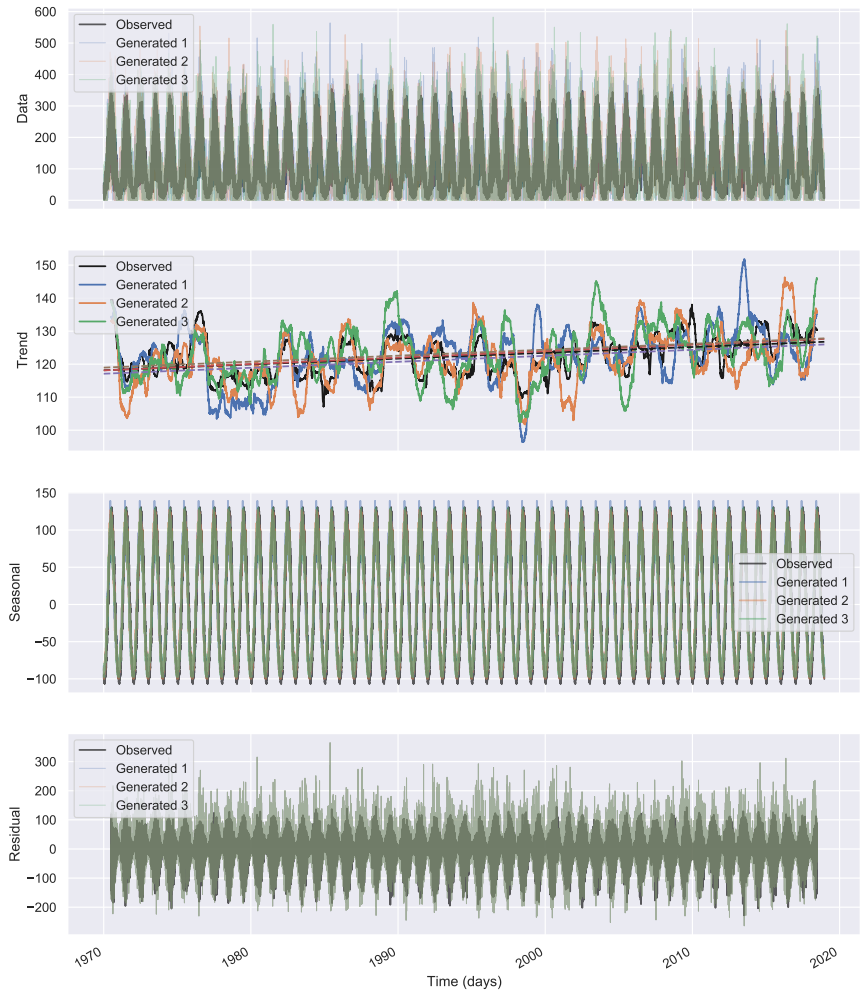 600
500
400
300
200
100
0
Data
Observed
Generated 1
Generated 2
Generated 3
150
140
130
120
110
100
Trend
Observed
Generated 1
Generated 2
Generated 3
150
100
50
0
−50
−100
Seasonal
Observed
Generated 1
Generated 2
Generated 3
300
200
100
0
−100
−200
Residual
Observed
Generated 1
Generated 2
Generated 3
1970
1980
1990
2000
2010
2020
Time (days)